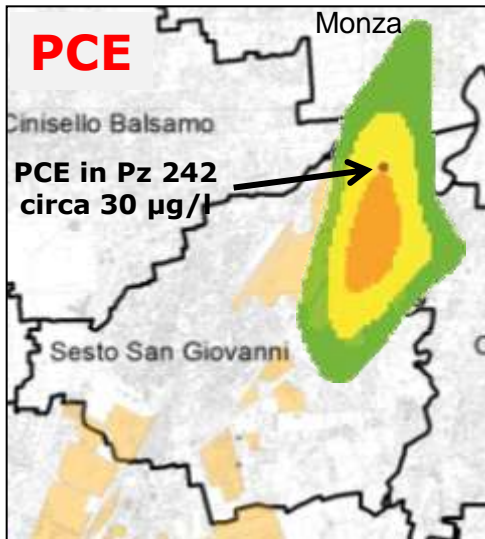 Monza
PCE
Cinisello Balsamo
PCE in Pz 242
circa 30 µg/l
Sesto San Giovanni